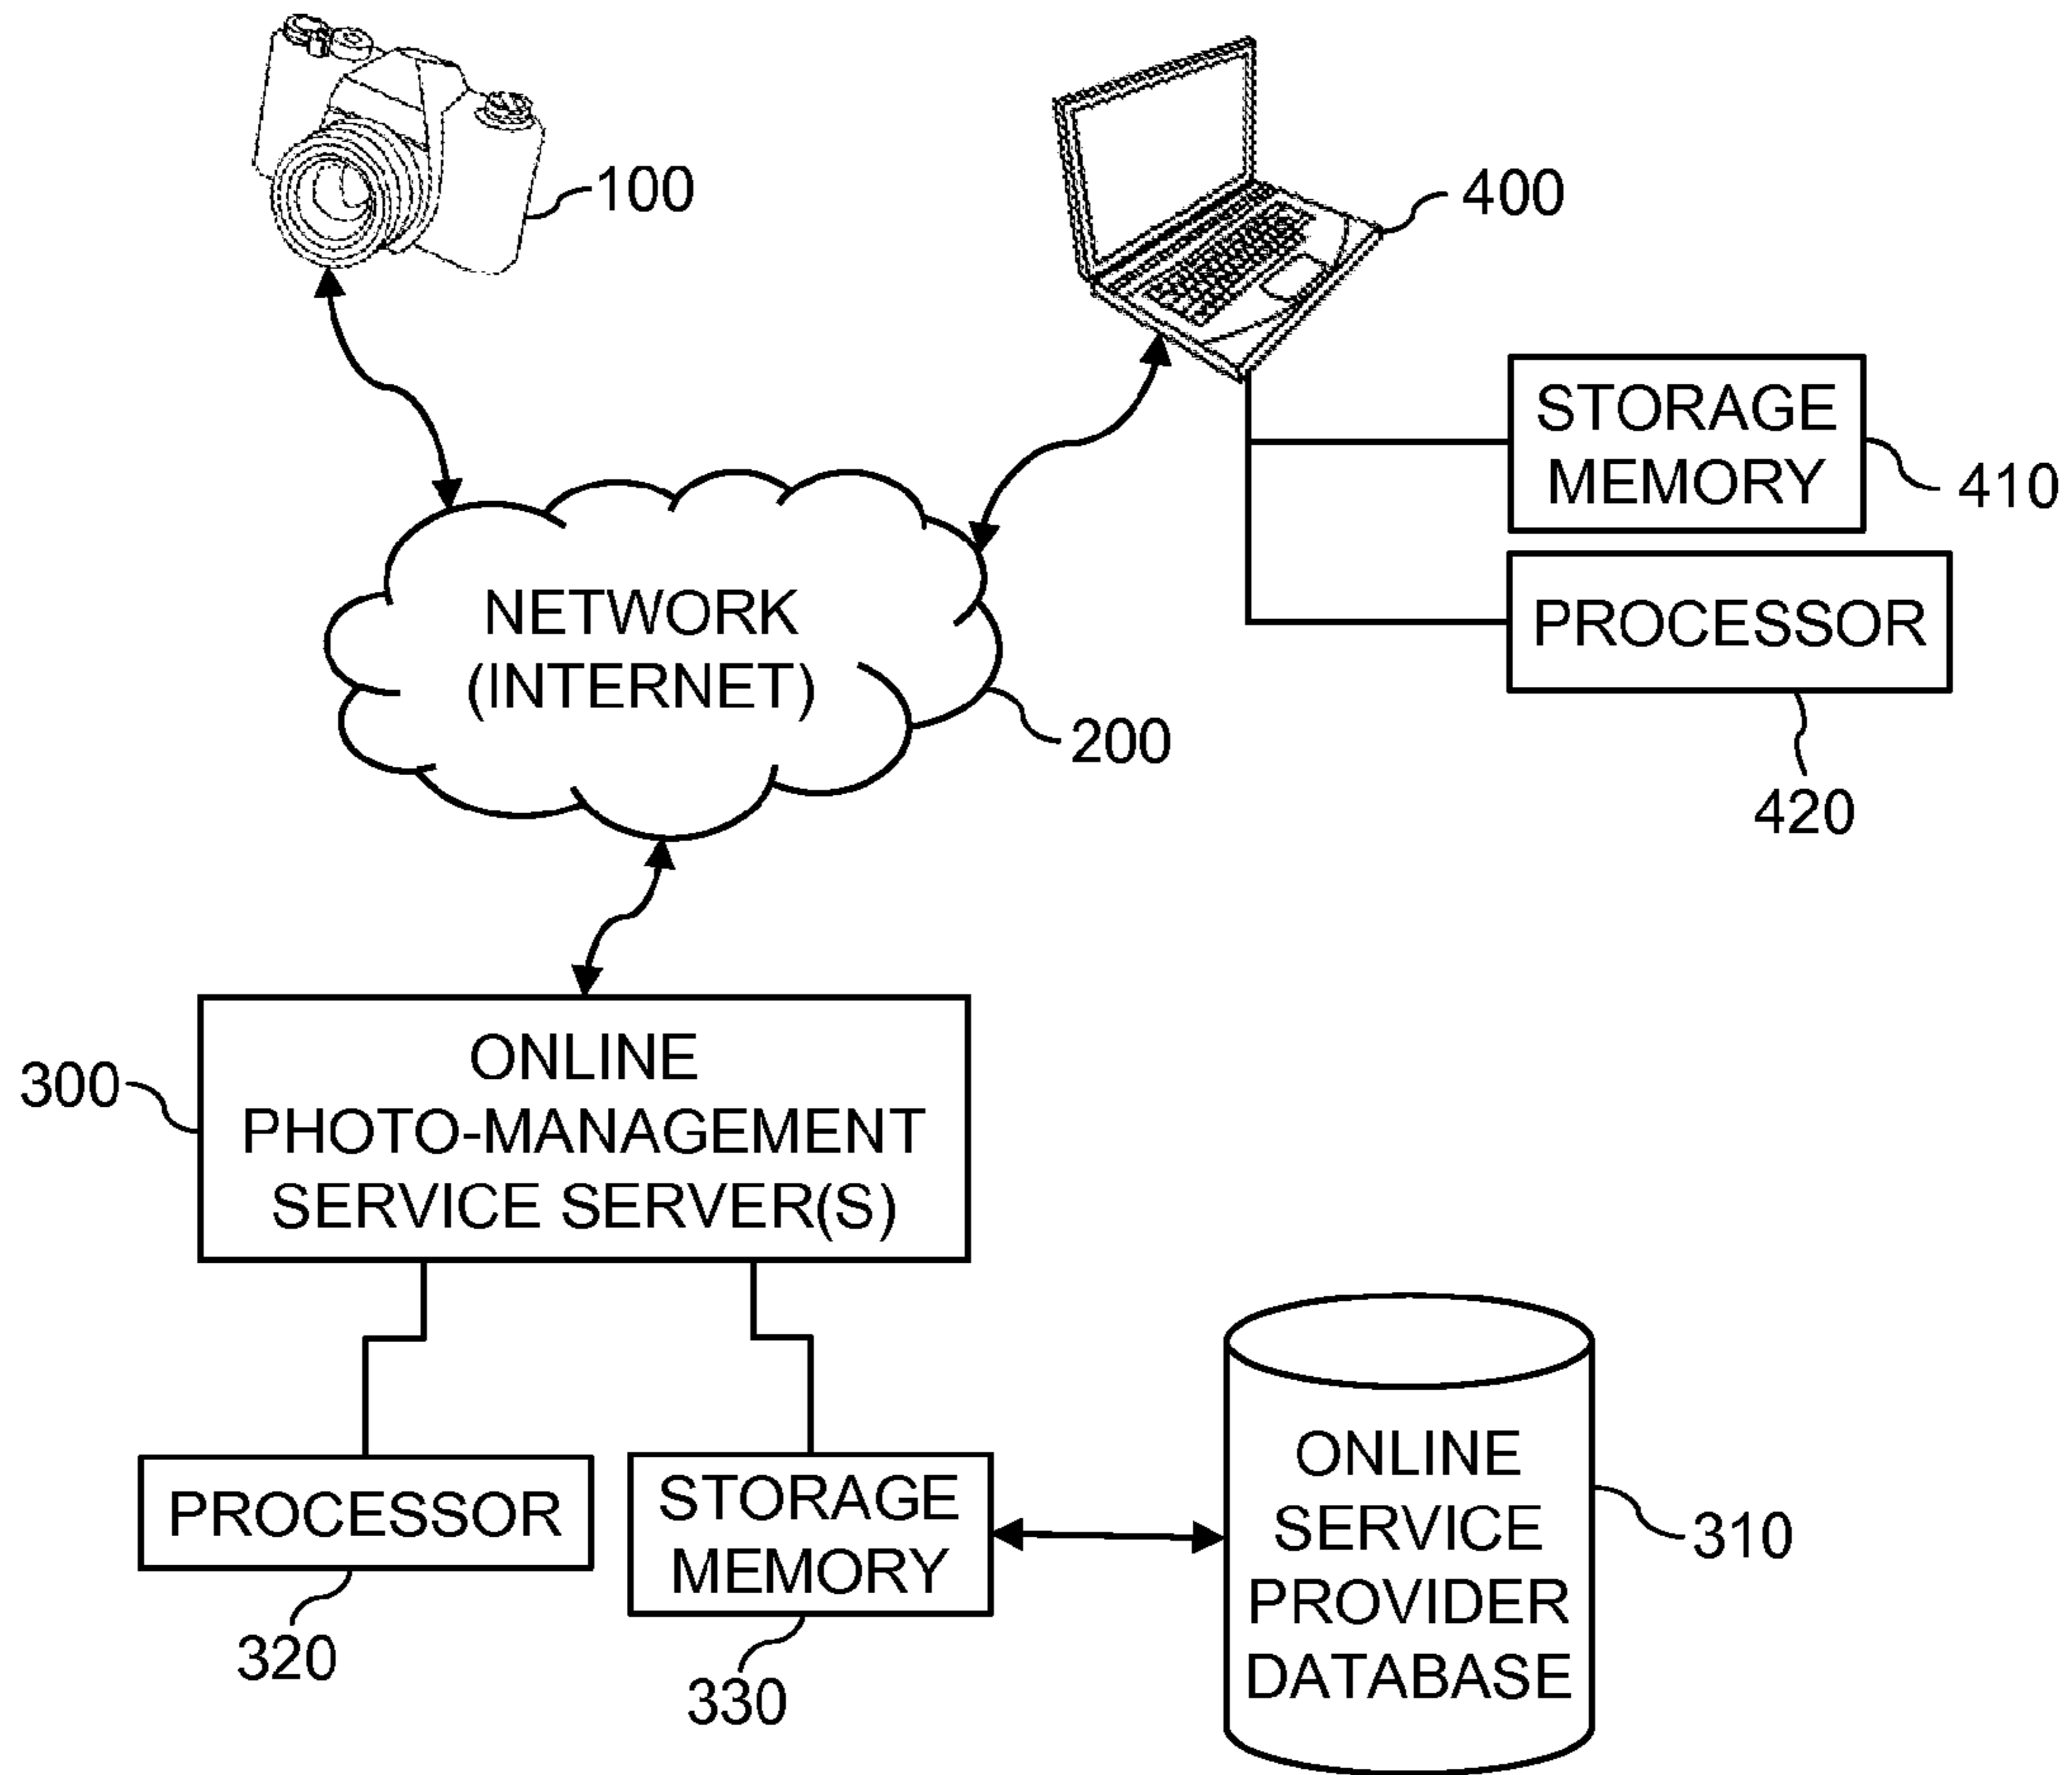 100
400
STORAGE
MEMORY
410
NETWORK
(INTERNET)
PROCESSOR
200
420
ONLINE
PHOTO-MANAGEMENT
SERVICE SERVER(S)
300
PROCESSOR
320
STORAGE
MEMORY
330
ONLINE
SERVICE
PROVIDER
DATABASE
310